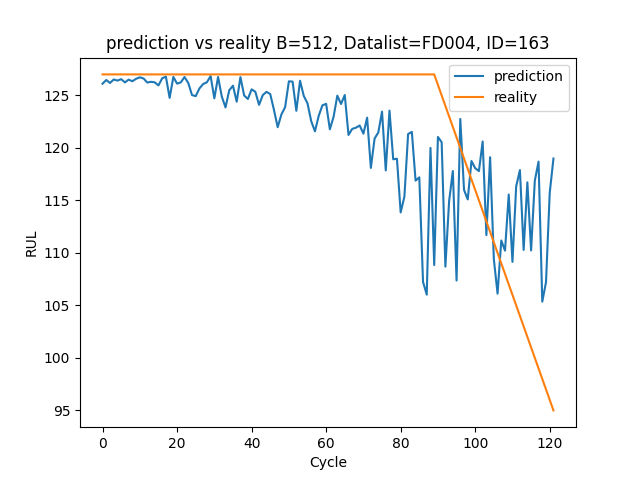 prediction vs reality B=512, Datalist=FD004, ID=163
prediction
reality
RUL
125
120
115
110
105
100
95
0 20 40 60 80 100 120
Cycle